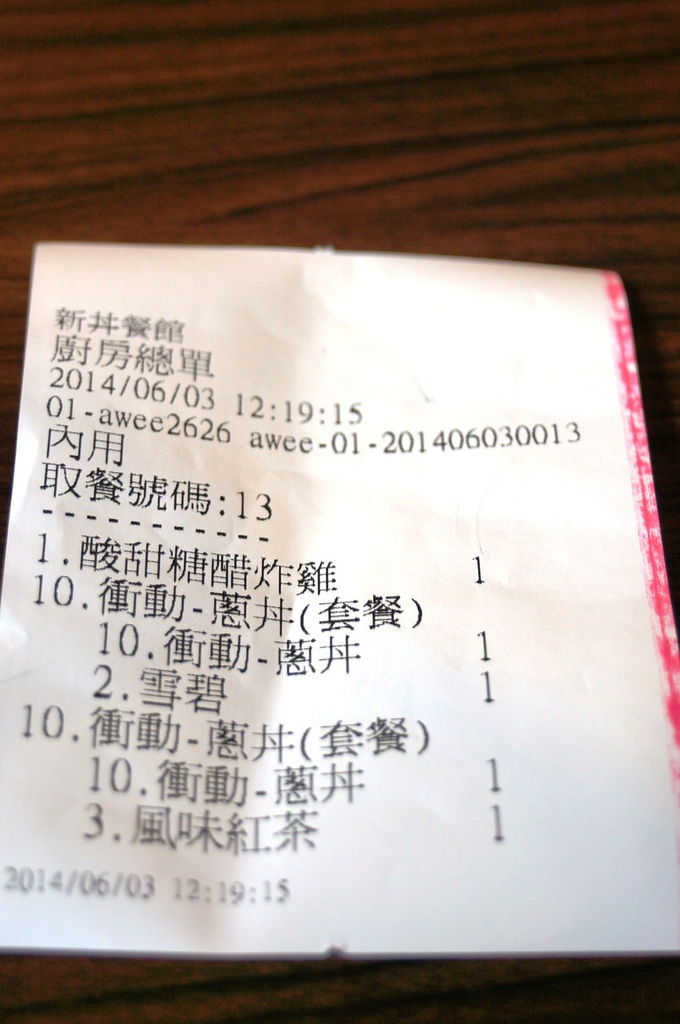 新丼餐館
廚房總單
2014/06/03 12:19:15
01-awee2626 awee-01-201406030013
內用
取餐號碼:13
-----------
1.酸甜糖醋炸雞 1
10.衝動-蔥丼(套餐)
10.衝動-蔥丼 1
2.雪碧 1
10.衝動-蔥丼(套餐)
10.衝動-蔥丼 1
3.風味紅茶 1
2014/06/03 12:19:15